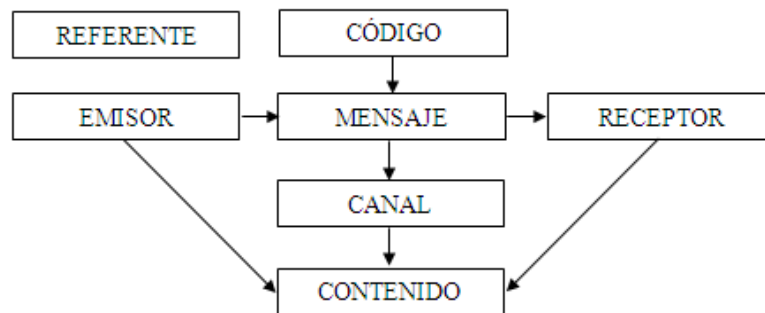 REFERENTE
CÓDIGO
EMISOR
MENSAJE
RECEPTOR
CANAL
CONTENIDO